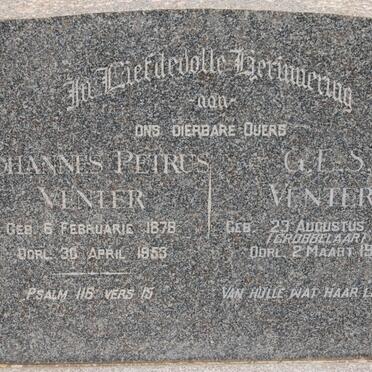 In Liefdevolle Herinnering
-aan-
ONS DIERBARE OUERS
OHANNES PETRUS
VENTER
GEB. 6 FEBRUARIE 1878
OORL. 30 APRIL 1953
PSALM 116 VERS 15
G.E.S.
VENTER
GEB. 23 AUGUSTUS
(GROBBELAAR)
OORL. 2 MAART 19
VAN HULLE WAT HAAR L